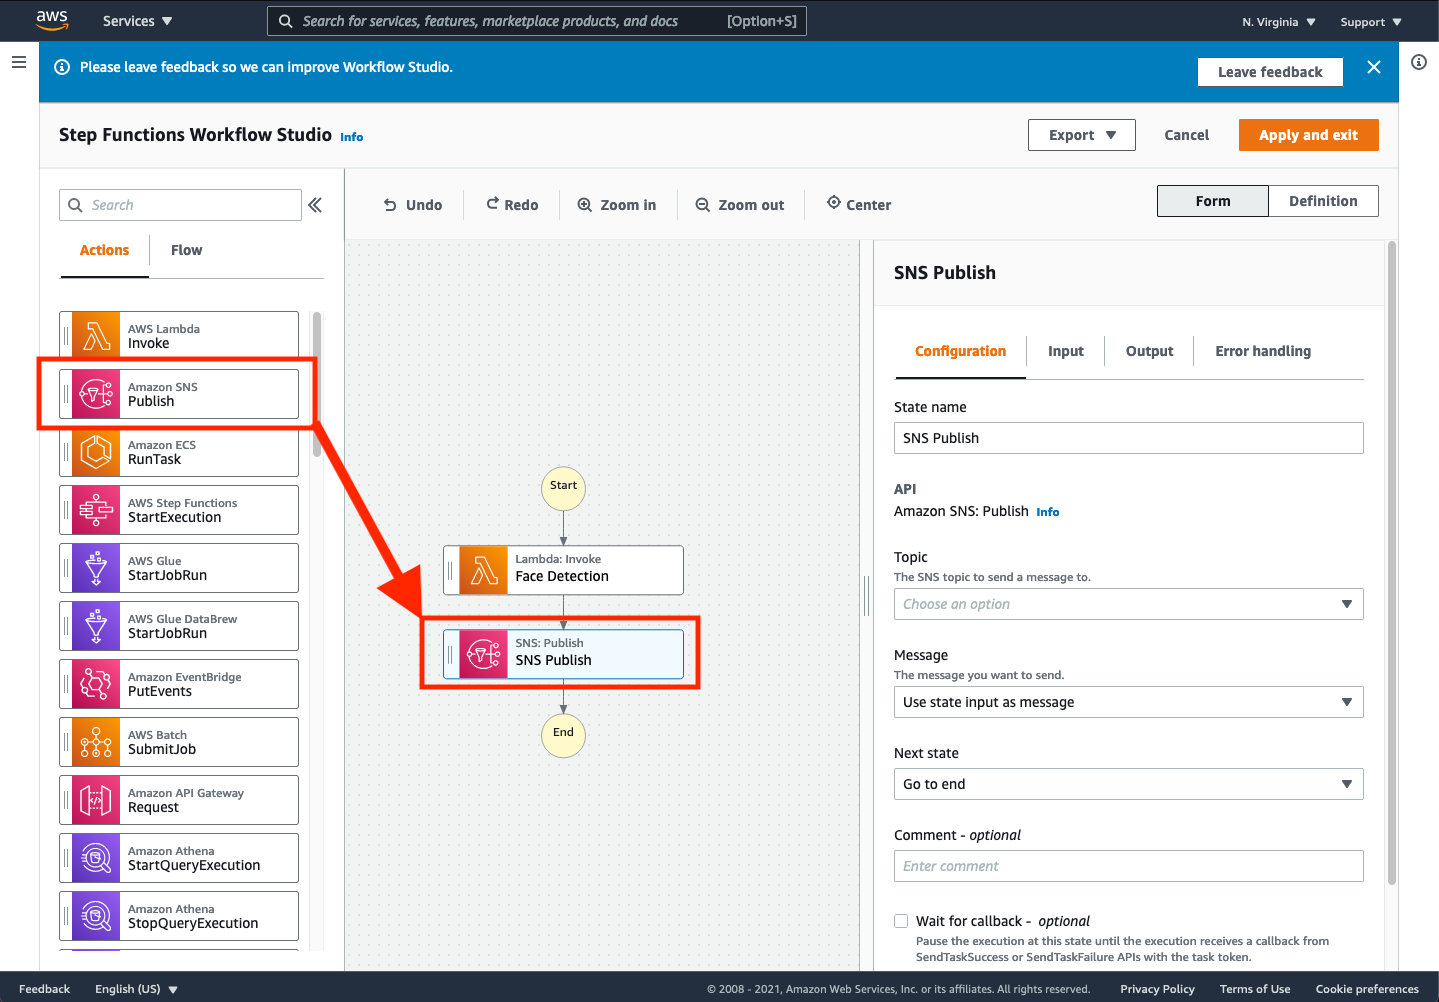 aws
Services
Search for services, features, marketplace products, and docs
[Option+S]
N. Virginia
Support
Please leave feedback so we can improve Workflow Studio.
Leave feedback
Step Functions Workflow Studio Info
Export
Cancel
Apply and exit
Search
Undo
Redo
Zoom in
Zoom out
Center
Form
Definition
Actions
Flow
AWS Lambda
Invoke
Amazon SNS
Publish
Amazon ECS
RunTask
AWS Step Functions
StartExecution
AWS Glue
StartJobRun
AWS Glue DataBrew
StartJobRun
Amazon EventBridge
PutEvents
AWS Batch
SubmitJob
Amazon API Gateway
Request
Amazon Athena
StartQueryExecution
Amazon Athena
StopQueryExecution
Start
Lambda: Invoke
Face Detection
SNS: Publish
SNS Publish
End
SNS Publish
Configuration
Input
Output
Error handling
State name
SNS Publish
API
Amazon SNS: Publish Info
Topic
The SNS topic to send a message to.
Choose an option
Message
The message you want to send.
Use state input as message
Next state
Go to end
Comment - optional
Enter comment
Wait for callback - optional
Pause the execution at this state until the execution receives a callback from
SendTaskSuccess or SendTaskFailure APIs with the task token.
Feedback
English (US)
© 2008 - 2021, Amazon Web Services, Inc. or its affiliates. All rights reserved.
Privacy Policy
Terms of Use
Cookie preferences